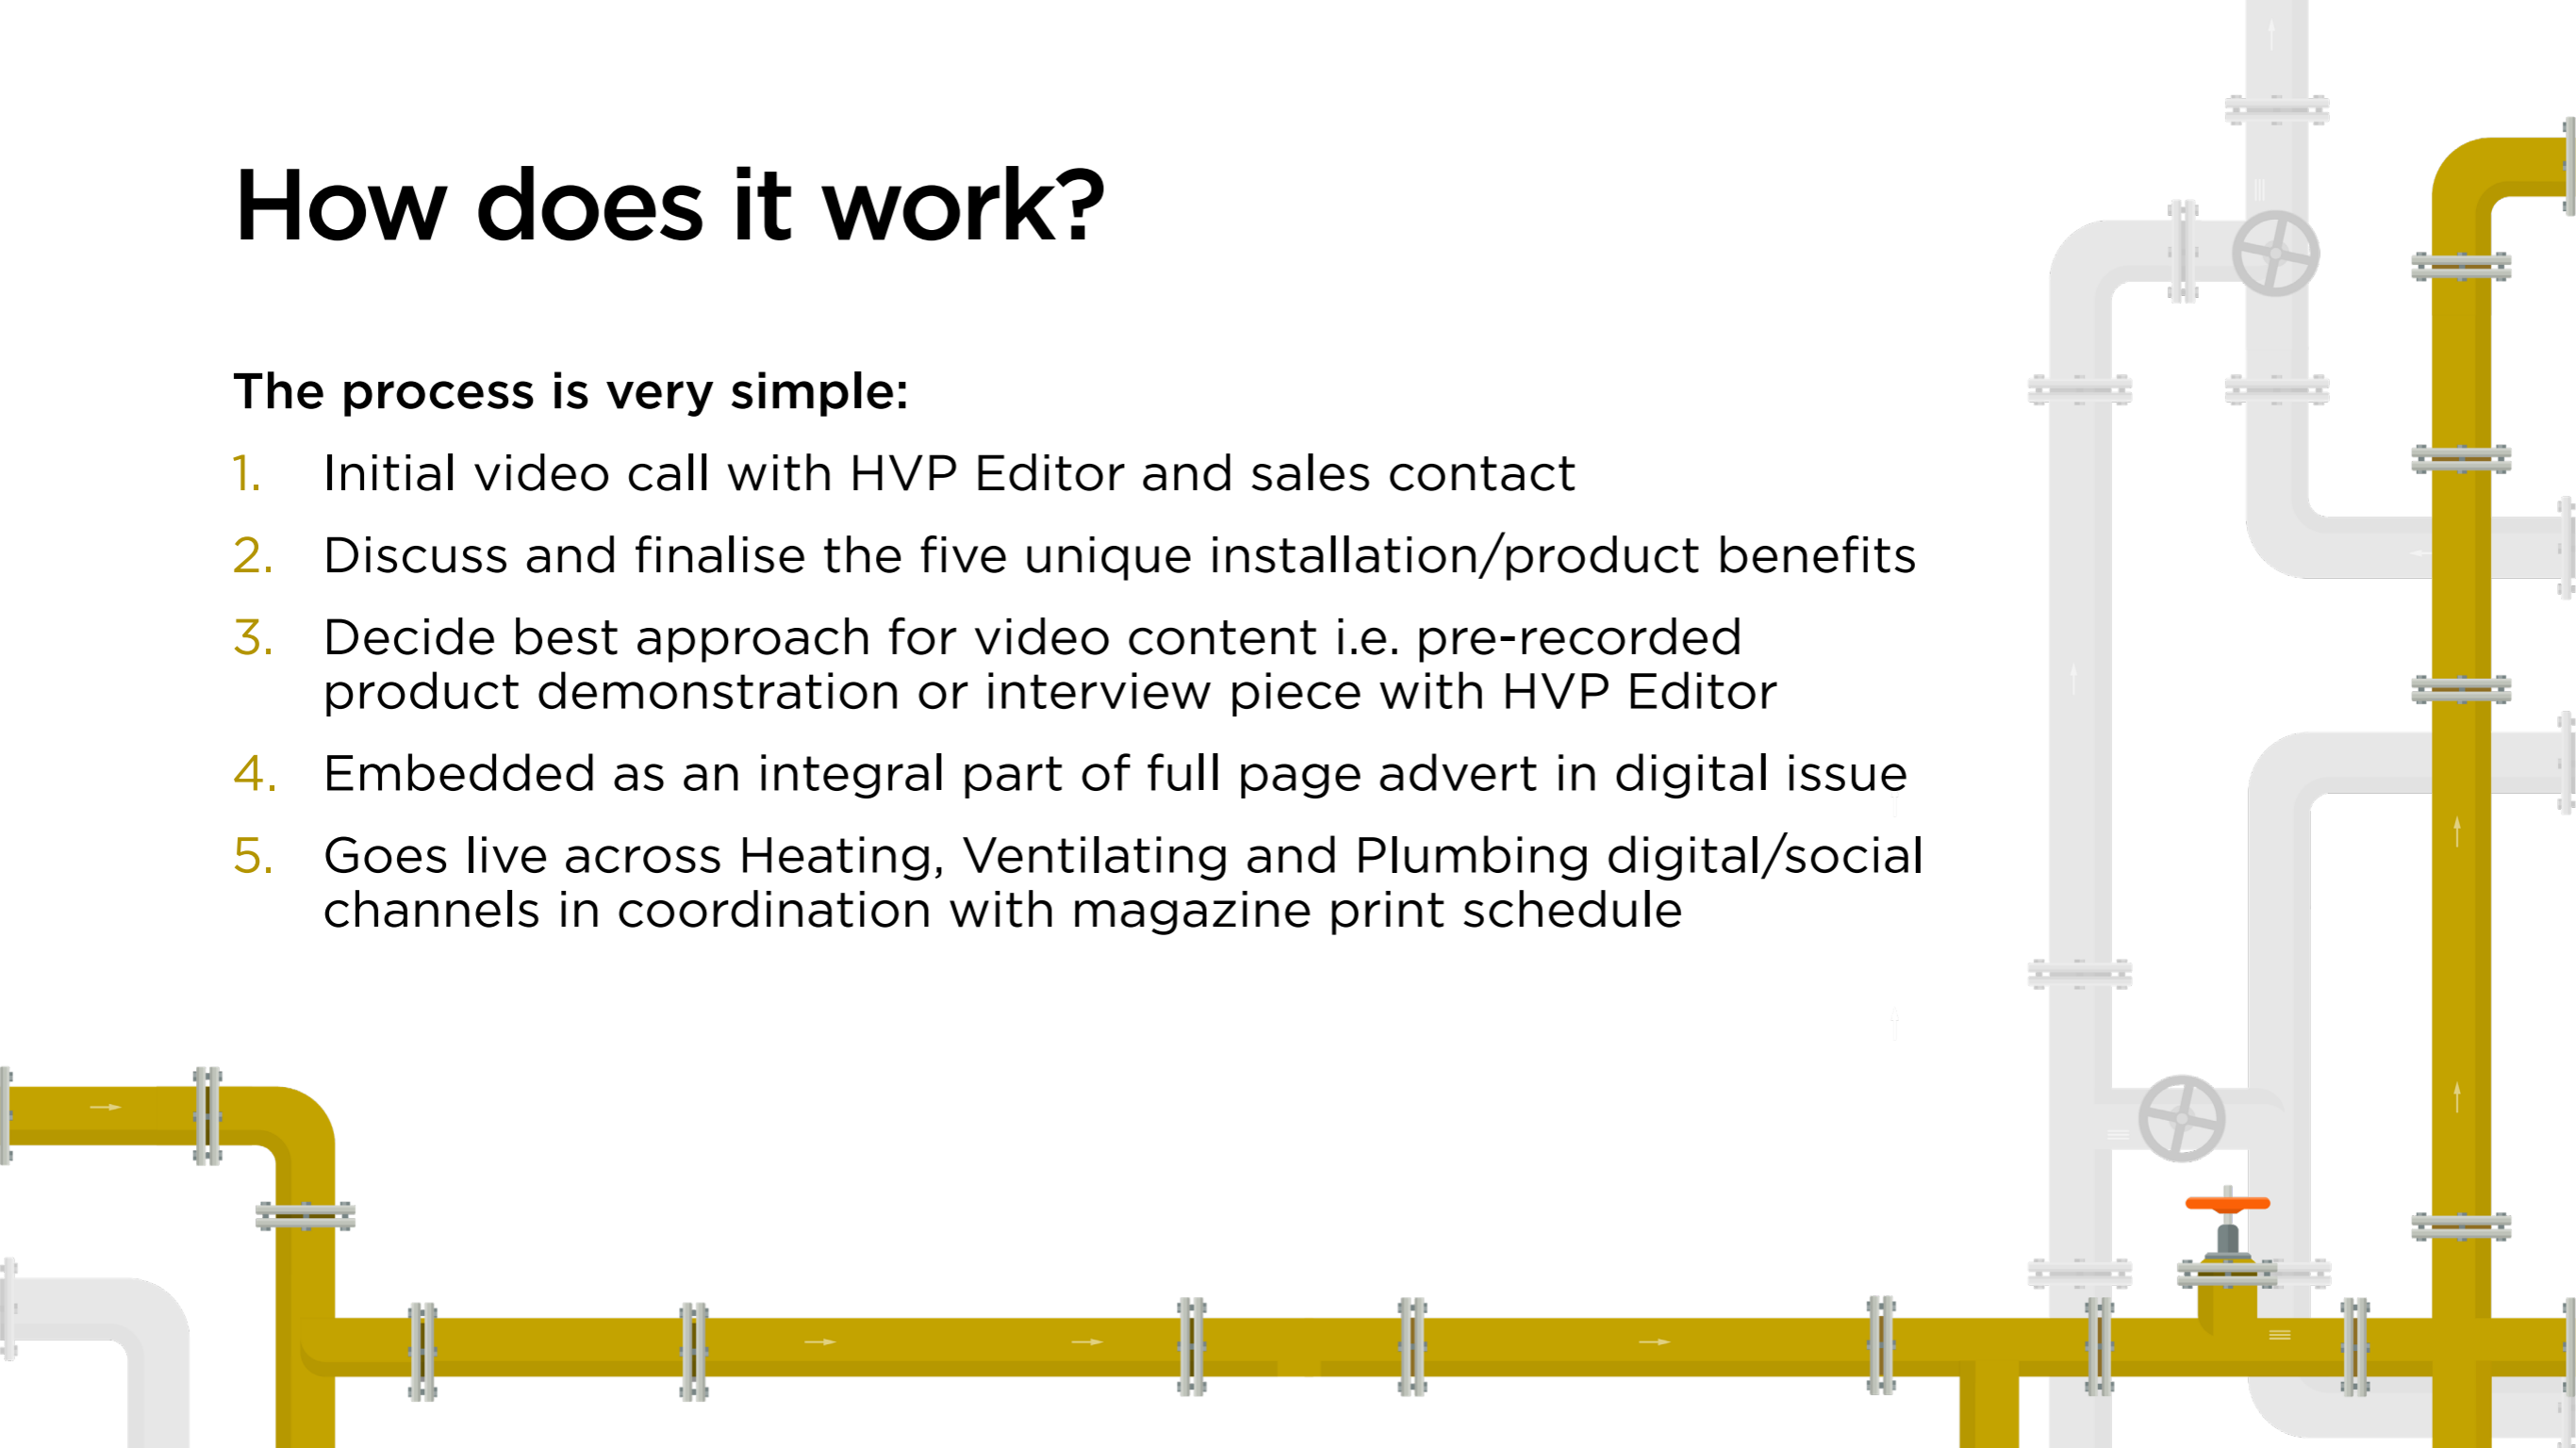 How does it work?
The process is very simple:
1. Initial video call with HVP Editor and sales contact
2. Discuss and finalise the five unique installation/product benefits
3. Decide best approach for video content i.e. pre-recorded
product demonstration or interview piece with HVP Editor
4. Embedded as an integral part of full page advert in digital issue
5. Goes live across Heating, Ventilating and Plumbing digital/social
channels in coordination with magazine print schedule